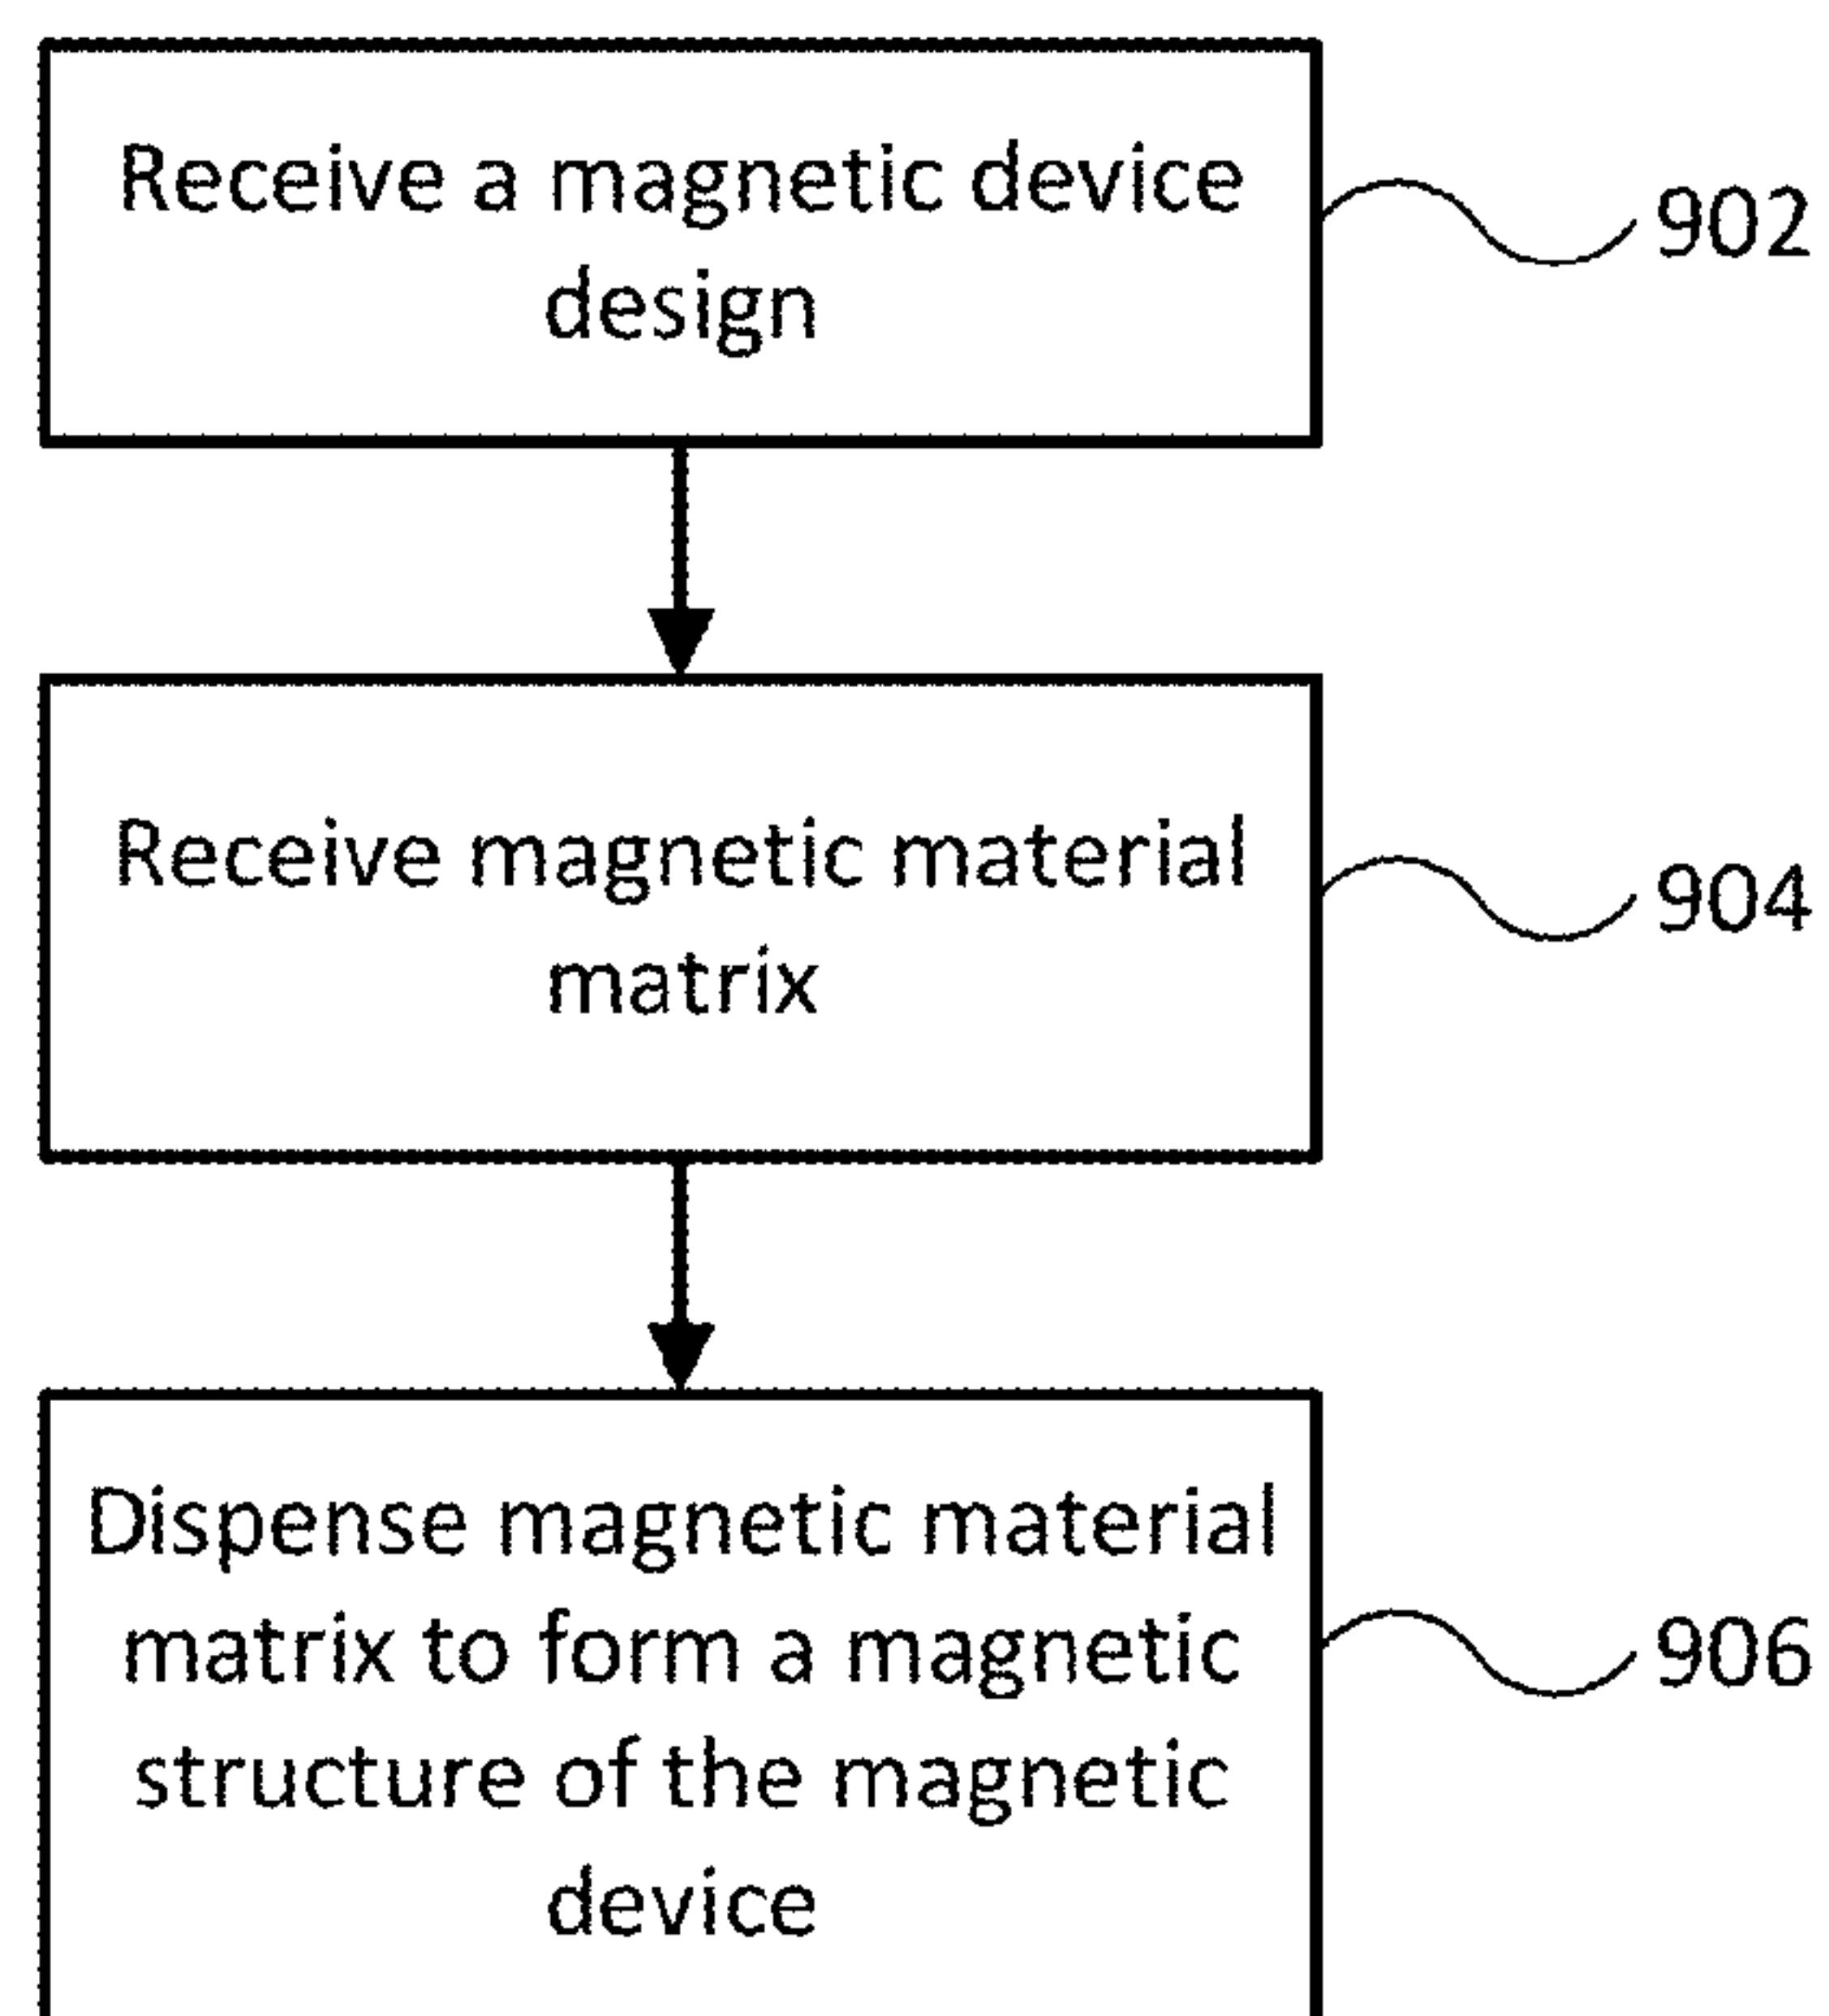 Receive a magnetic device
design
902
Receive magnetic material
matrix
904
Dispense magnetic material
matrix to form a magnetic
structure of the magnetic
device
906